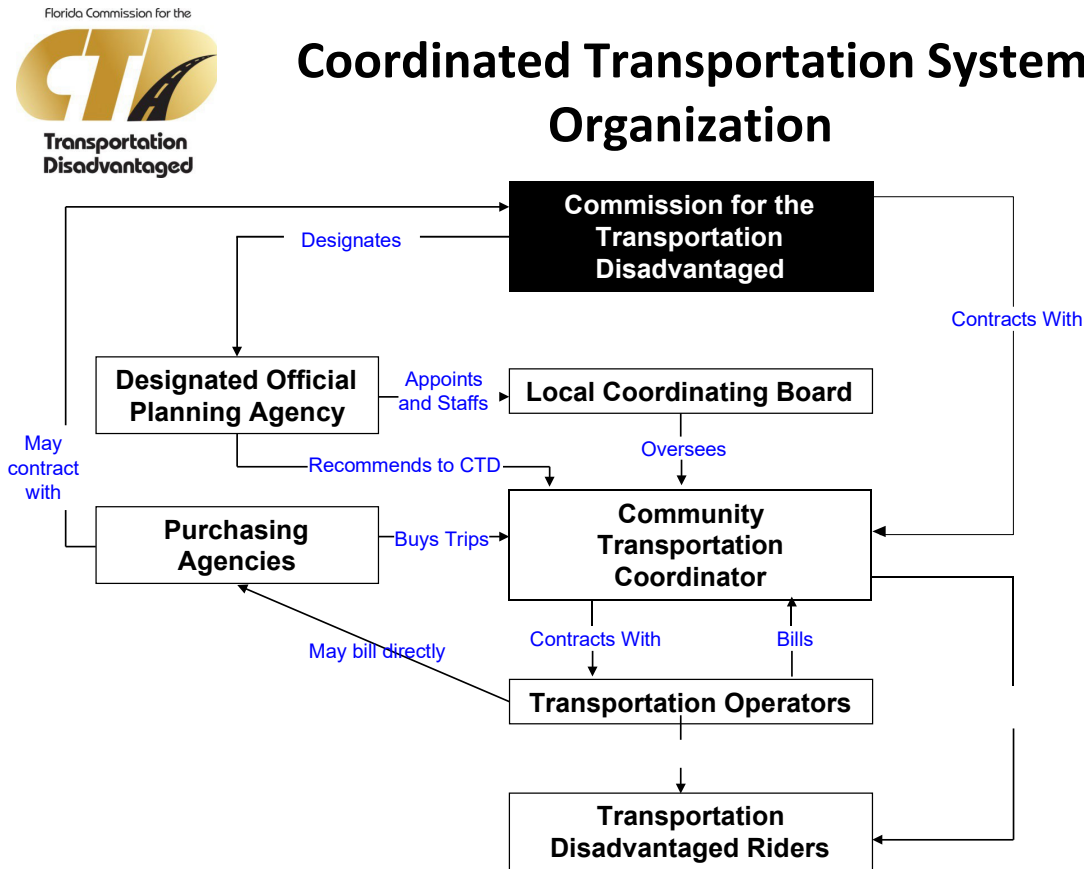 Florida Commission for the
CTD
Transportation
Disadvantaged
Coordinated Transportation System
Organization
Commission for the
Transportation
Disadvantaged
Designates
Contracts With
Designated Official
Planning Agency
Appoints
and Staffs
Local Coordinating Board
May
contract
with
Recommends to CTD
Oversees
Purchasing
Agencies
Buys Trips
Community
Transportation
Coordinator
May bill directly
Contracts With
Bills
Transportation Operators
Transportation
Disadvantaged Riders